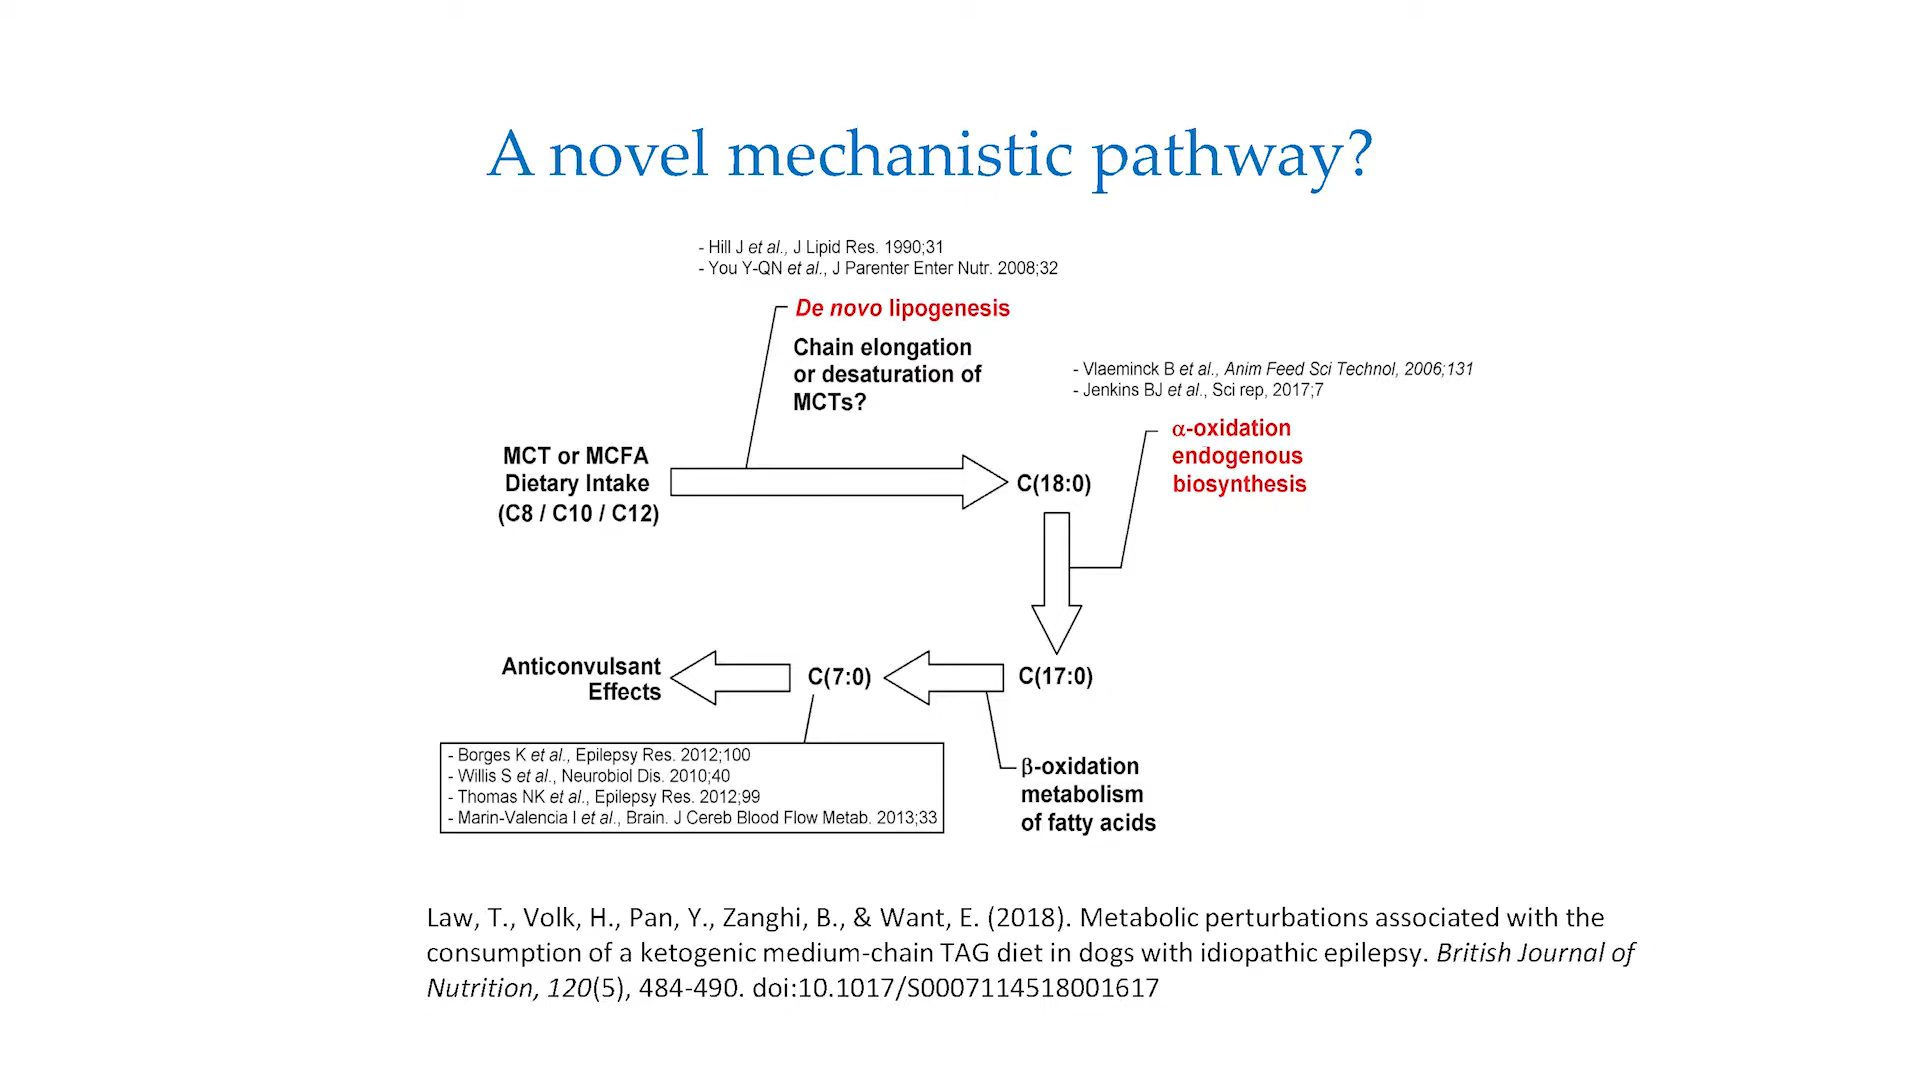 A novel mechanistic pathway?
- Hill J et al., J Lipid Res. 1990;31
- You Y-QN et al., J Parenter Enter Nutr. 2008;32
De novo lipogenesis
Chain elongation
or desaturation of
MCTs?
- Vlaeminck B et al., Anim Feed Sci Technol, 2006;131
- Jenkins BJ et al., Sci rep, 2017;7
α-oxidation
endogenous
biosynthesis
MCT or MCFA
Dietary Intake
(C8 / C10 / C12)
C(18:0)
Anticonvulsant
Effects
C(7:0)
C(17:0)
- Borges K et al., Epilepsy Res. 2012;100
- Willis S et al., Neurobiol Dis. 2010;40
- Thomas NK et al., Epilepsy Res. 2012;99
- Marin-Valencia I et al., Brain. J Cereb Blood Flow Metab. 2013;33
β-oxidation
metabolism
of fatty acids
Law, T., Volk, H., Pan, Y., Zanghi, B., & Want, E. (2018). Metabolic perturbations associated with the
consumption of a ketogenic medium-chain TAG diet in dogs with idiopathic epilepsy. British Journal of
Nutrition, 120(5), 484-490. doi:10.1017/S0007114518001617